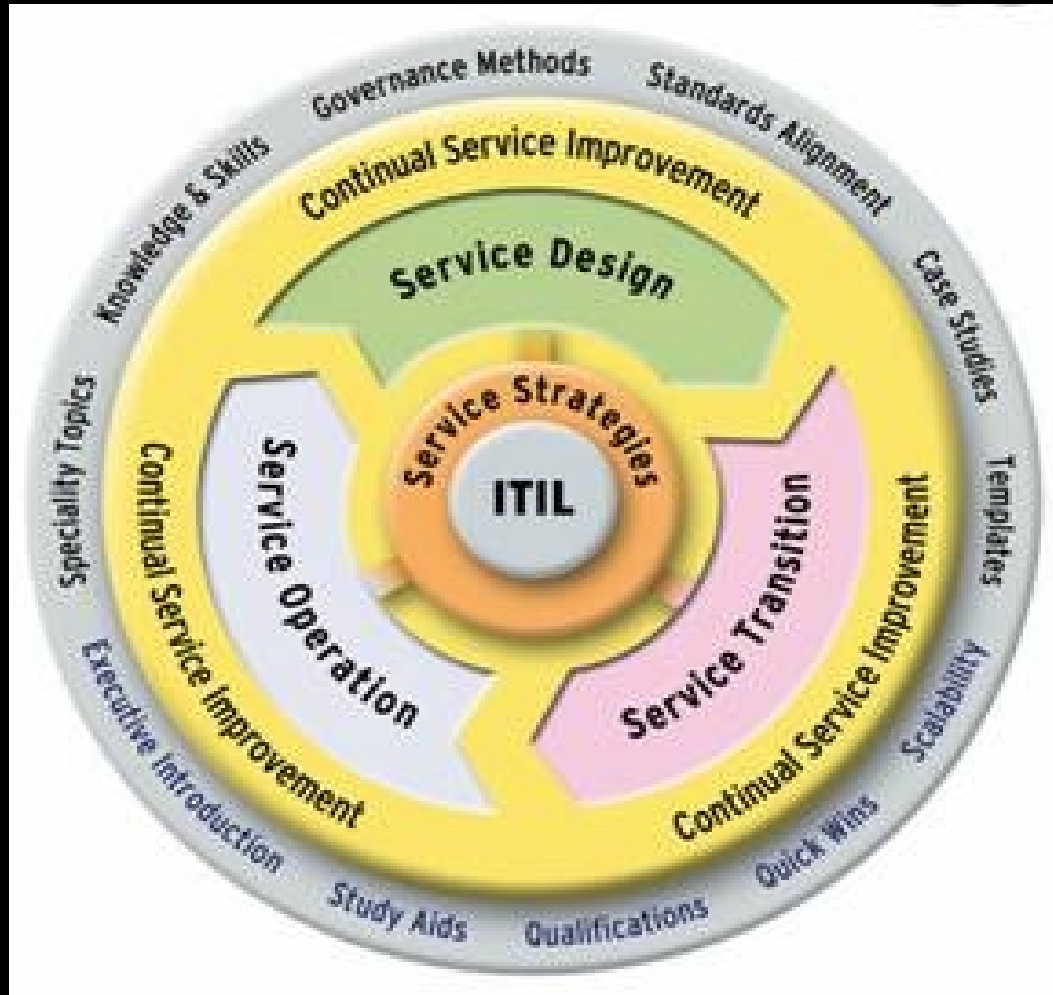 Governance Methods
Standards Alignment
Case Studies
Templates
Scalability
Quick Wins
Qualifications
Study Aids
Executive Introduction
Speciality Topics
Knowledge & Skills
Continual Service Improvement
Continual Service Improvement
Continual Service Improvement
Service Design
Service Transition
Service Operation
Service Strategies
ITIL